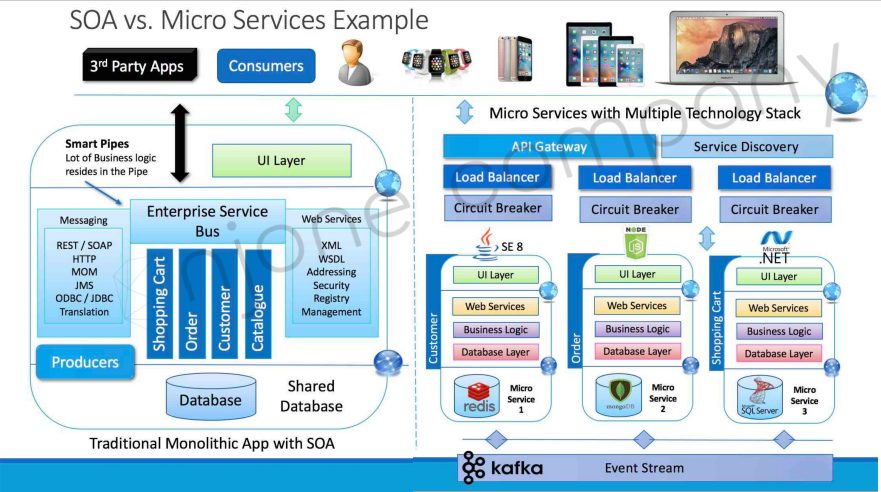 SOA vs. Micro Services Example
3rd Party Apps
Consumers
Smart Pipes
Lot of Business logic
resides in the Pipe
UI Layer
Messaging
REST / SOAP
HTTP
MOM
JMS
ODBC / JDBC
Translation
Enterprise Service
Bus
Shopping Cart
Order
Customer
Catalogue
Web Services
XML
WSDL
Addressing
Security
Registry
Management
Producers
Database
Shared
Database
Traditional Monolithic App with SOA
Micro Services with Multiple Technology Stack
API Gateway
Service Discovery
Load Balancer
Load Balancer
Load Balancer
Circuit Breaker
Circuit Breaker
Circuit Breaker
Java
SE 8
Customer
UI Layer
Web Services
Business Logic
Database Layer
redis
Micro
Service
1
NODE
JS
Order
UI Layer
Web Services
Business Logic
Database Layer
mongoDB
Micro
Service
2
Microsoft
.NET
Shopping Cart
UI Layer
Web Services
Business Logic
Database Layer
Microsoft
SQL Server
Micro
Service
3
kafka
Event Stream
njone company